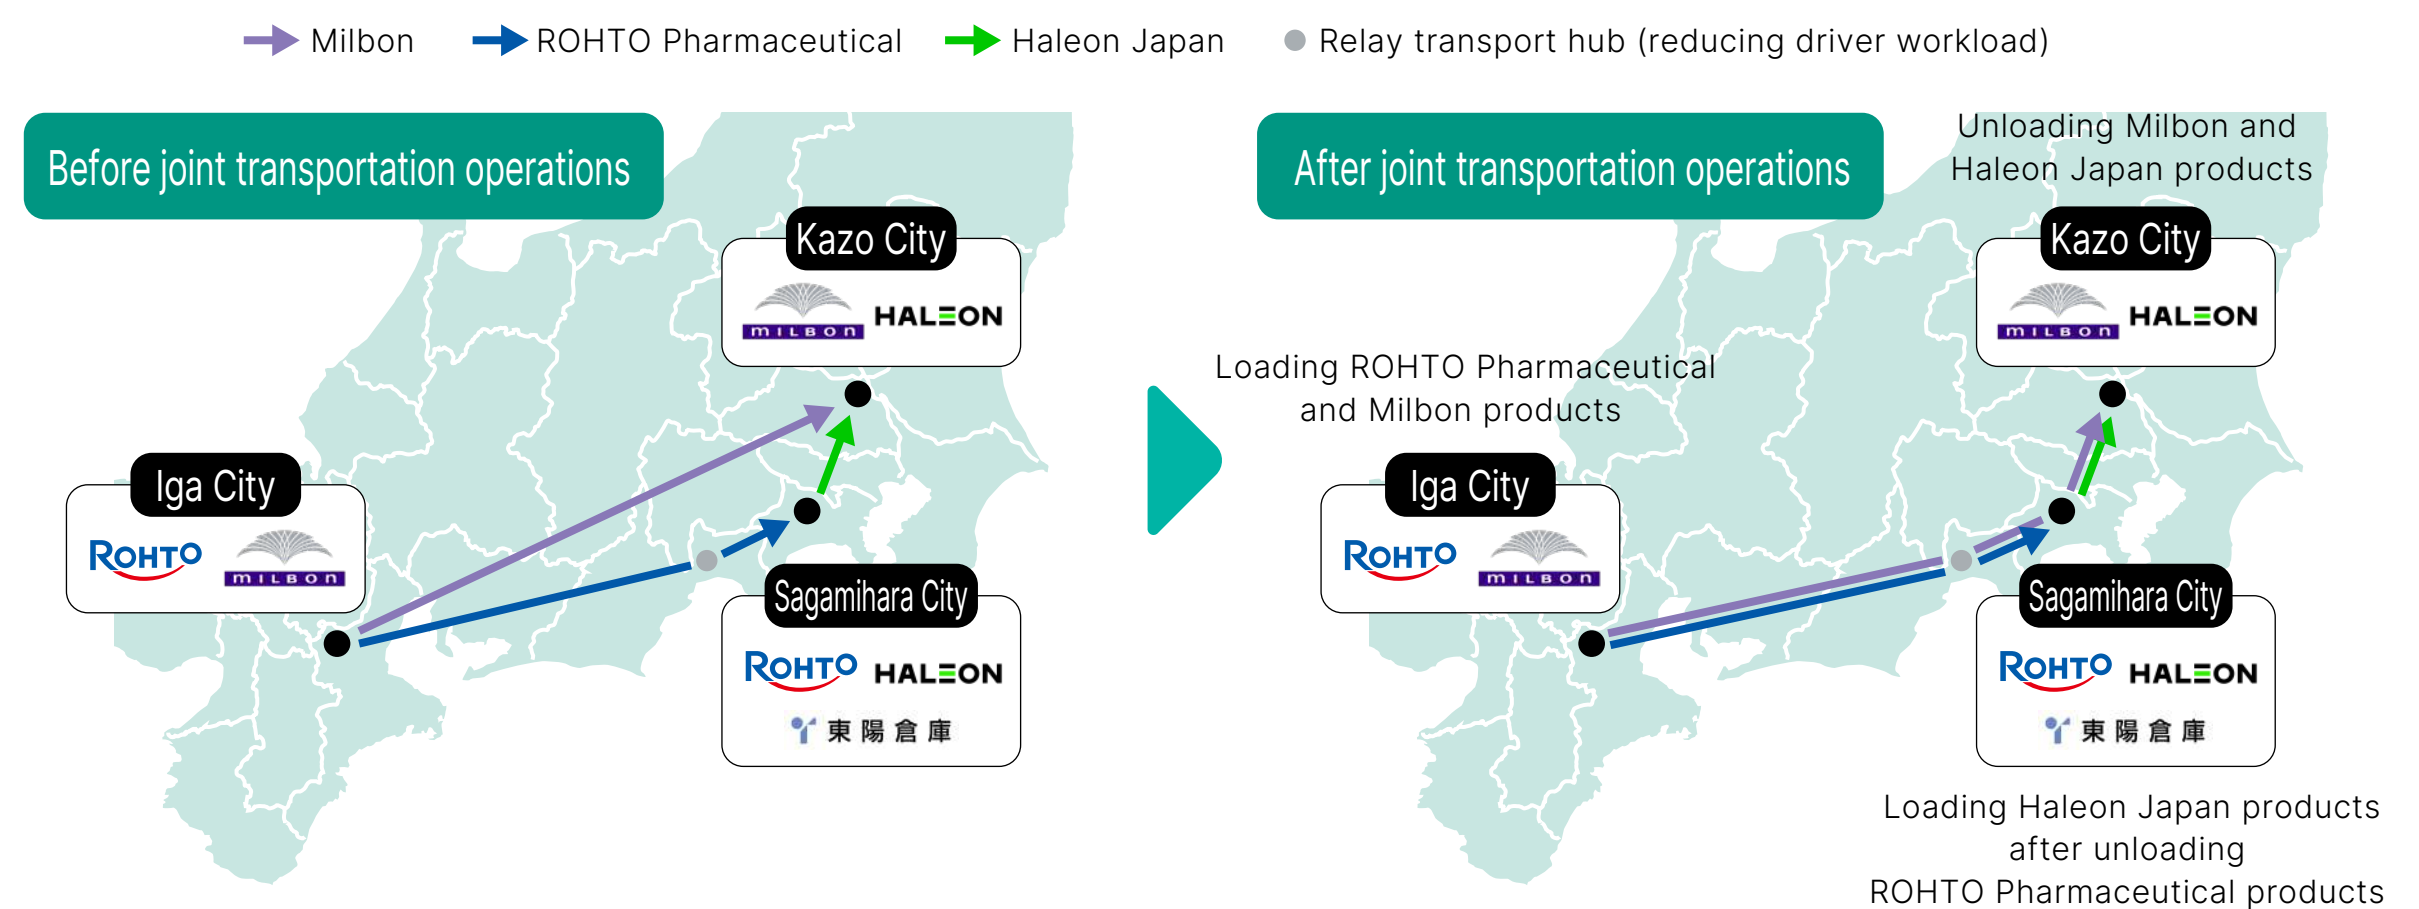 Milbon
ROHTO Pharmaceutical
Haleon Japan
Relay transport hub (reducing driver workload)
Before joint transportation operations
Kazo City
MILBON
HALEON
Iga City
ROHTO
MILBON
Sagamihara City
ROHTO
HALEON
東陽倉庫
After joint transportation operations
Unloading Milbon and
Haleon Japan products
Kazo City
MILBON
HALEON
Loading ROHTO Pharmaceutical
and Milbon products
Iga City
ROHTO
MILBON
Sagamihara City
ROHTO
HALEON
東陽倉庫
Loading Haleon Japan products
after unloading
ROHTO Pharmaceutical products